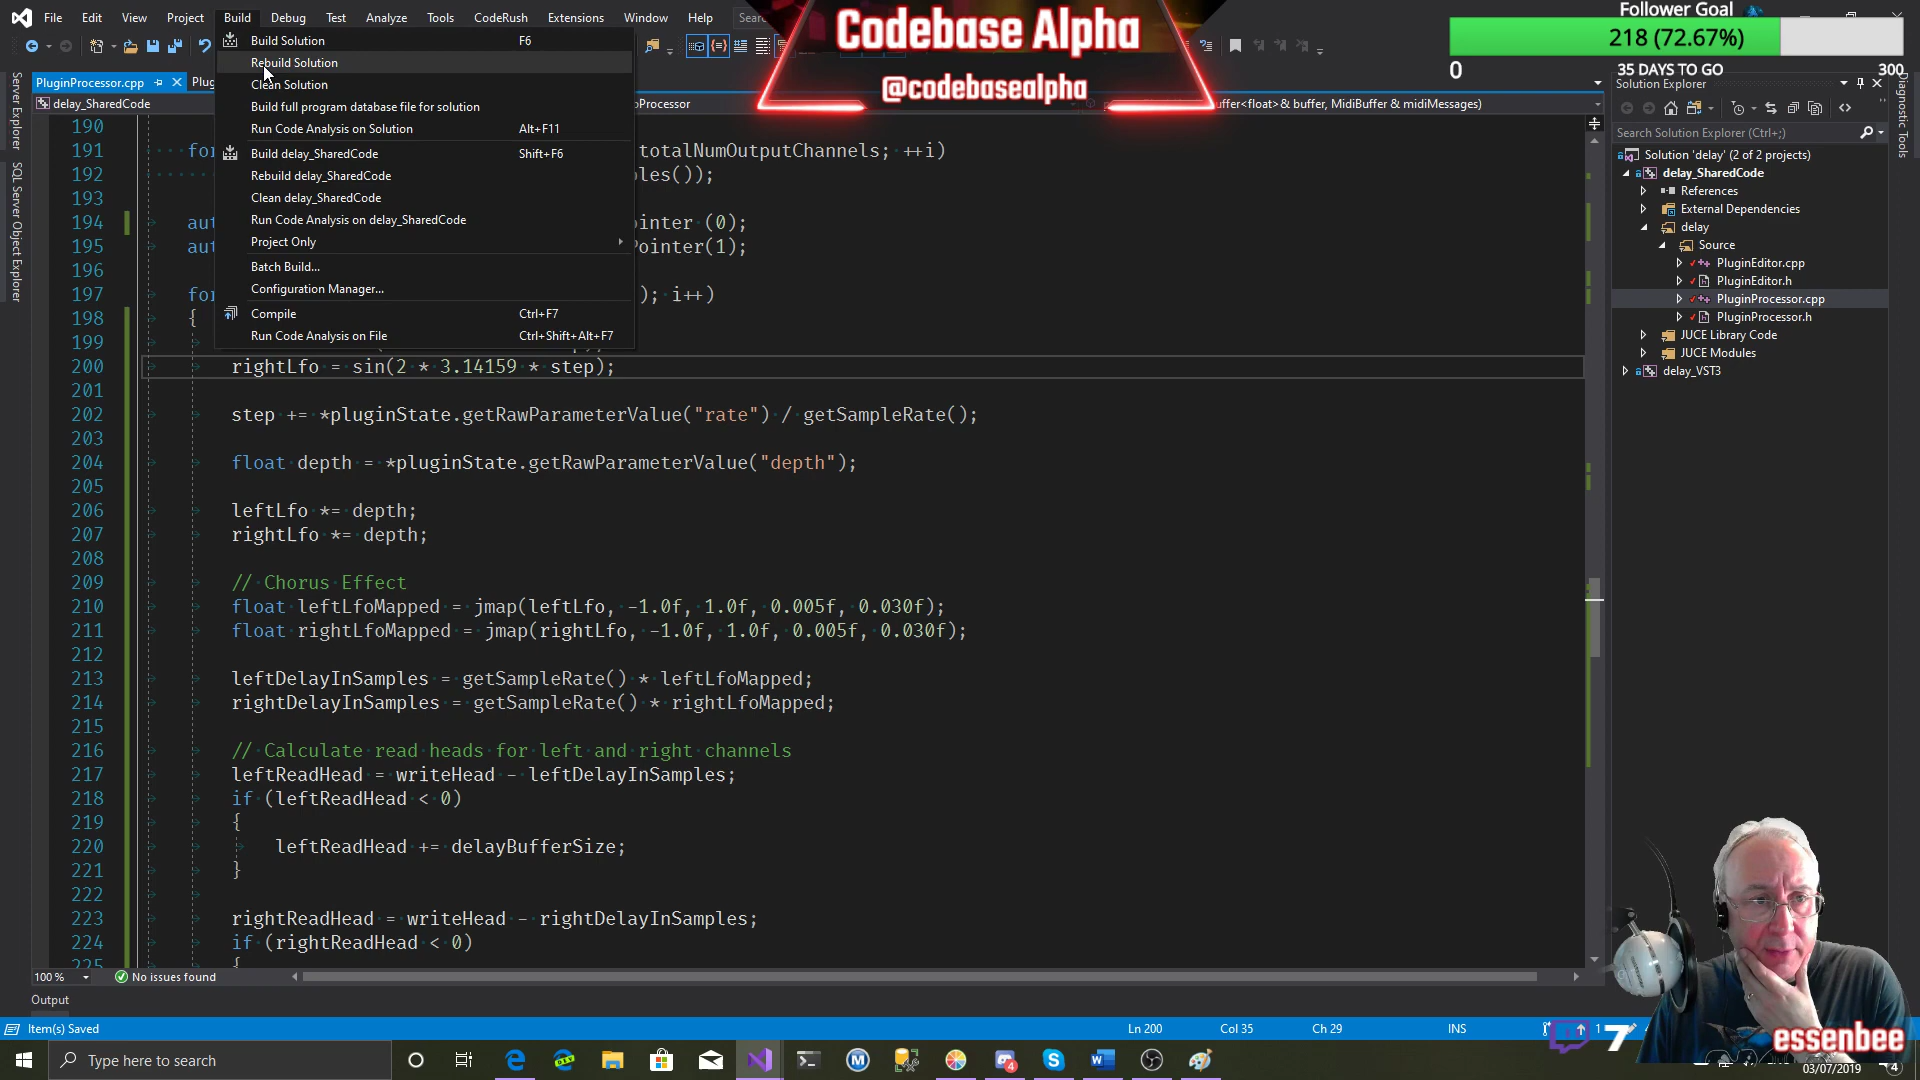 File Edit View Project Build Debug Test Analyze Tools CodeRush Extensions Window Help
Codebase Alpha
@codebasealpha
Follower Goal
218 (72.67%)
0 35 DAYS TO GO 300
Build Solution F6
Rebuild Solution
Clean Solution
Build full program database file for solution
Run Code Analysis on Solution Alt+F11
Build delay_SharedCode Shift+F6
Rebuild delay_SharedCode
Clean delay_SharedCode
Run Code Analysis on delay_SharedCode
Project Only
Batch Build...
Configuration Manager...
Compile Ctrl+F7
Run Code Analysis on File Ctrl+Shift+Alt+F7
Server Explorer
SQL Server Object Explorer
PluginProcessor.cpp
delay_SharedCode
buffer, MidiBuffer & midiMessages)
190
191 for totalNumOutputChannels; ++i)
192
194 (0);
195
196
197 ); i++)
198 {
199
200 rightLfo = sin(2 * 3.14159 * step);
201
202 step += *pluginState.getRawParameterValue("rate") / getSampleRate();
203
204 float depth = *pluginState.getRawParameterValue("depth");
205
206 leftLfo *= depth;
207 rightLfo *= depth;
208
209 // Chorus Effect
210 float leftLfoMapped = jmap(leftLfo, -1.0f, 1.0f, 0.005f, 0.030f);
211 float rightLfoMapped = jmap(rightLfo, -1.0f, 1.0f, 0.005f, 0.030f);
212
213 leftDelayInSamples = getSampleRate() * leftLfoMapped;
214 rightDelayInSamples = getSampleRate() * rightLfoMapped;
215
216 // Calculate read heads for left and right channels
217 leftReadHead = writeHead - leftDelayInSamples;
218 if (leftReadHead < 0)
219 {
220 leftReadHead += delayBufferSize;
221 }
222
223 rightReadHead = writeHead - rightDelayInSamples;
224 if (rightReadHead < 0)
225 {
100 % No issues found
Output
Item(s) Saved Ln 200 Col 35 Ch 29 INS
Solution Explorer
Search Solution Explorer (Ctrl+;)
Solution 'delay' (2 of 2 projects)
delay_SharedCode
References
External Dependencies
delay
Source
PluginEditor.cpp
PluginEditor.h
PluginProcessor.cpp
PluginProcessor.h
JUCE Library Code
JUCE Modules
delay_VST3
Diagnostic Tools
essenbee
Type here to search
03/07/2019